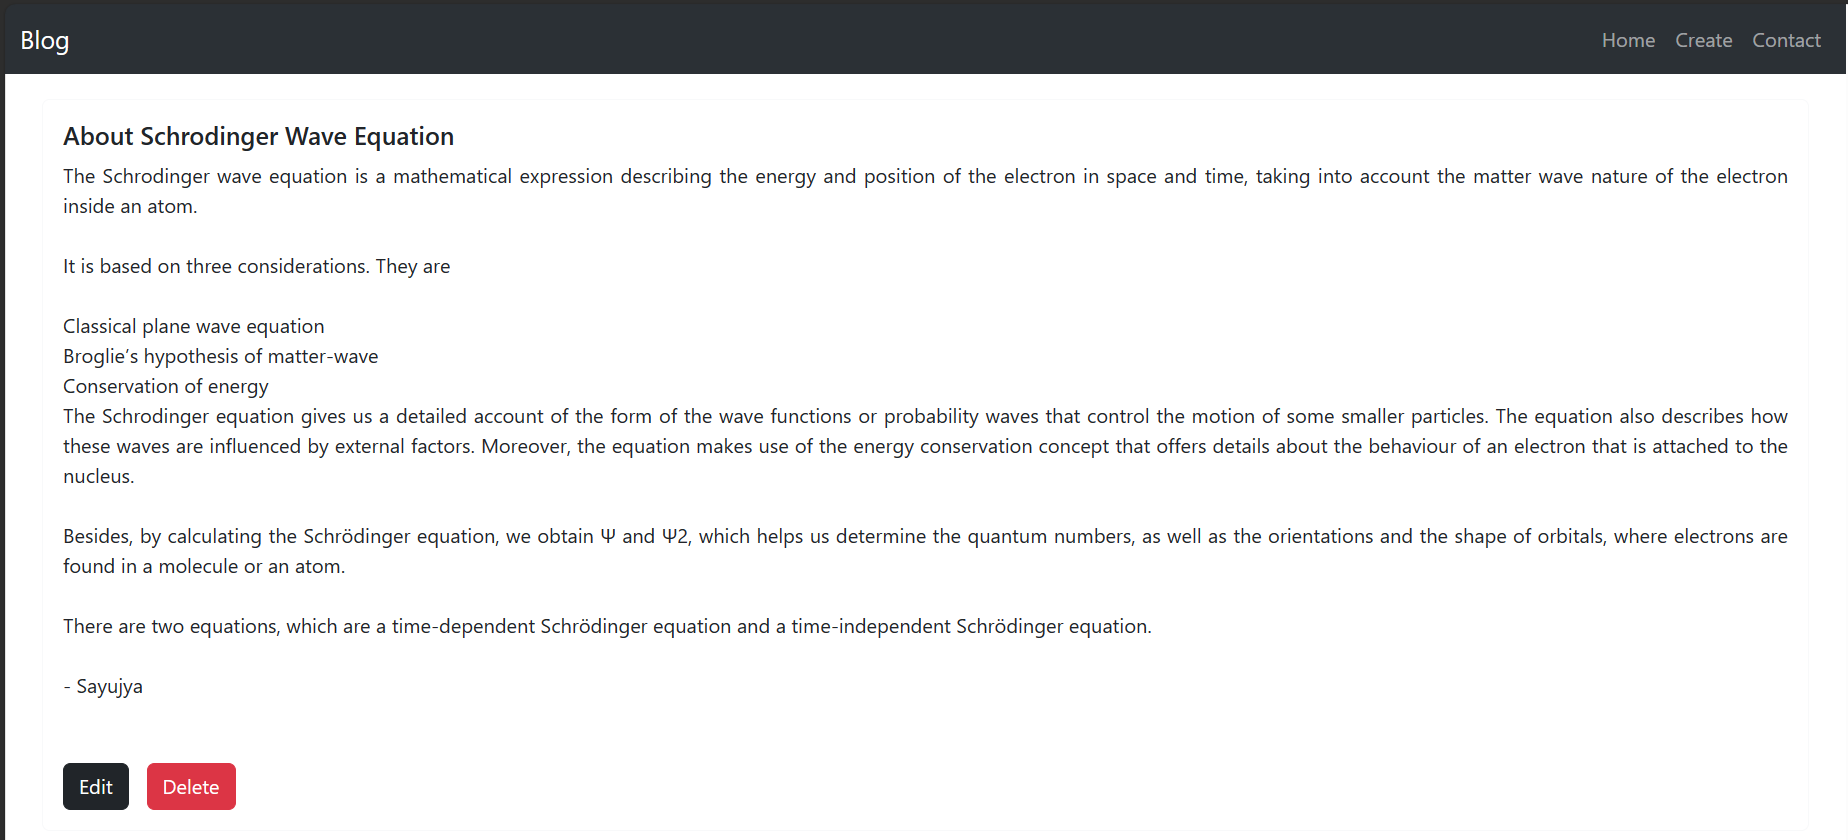 Blog
Home Create Contact
About Schrodinger Wave Equation
The Schrodinger wave equation is a mathematical expression describing the energy and position of the electron in space and time, taking into account the matter wave nature of the electron
inside an atom.
It is based on three considerations. They are
Classical plane wave equation
Broglie’s hypothesis of matter-wave
Conservation of energy
The Schrodinger equation gives us a detailed account of the form of the wave functions or probability waves that control the motion of some smaller particles. The equation also describes how
these waves are influenced by external factors. Moreover, the equation makes use of the energy conservation concept that offers details about the behaviour of an electron that is attached to the
nucleus.
Besides, by calculating the Schrödinger equation, we obtain Ψ and Ψ2, which helps us determine the quantum numbers, as well as the orientations and the shape of orbitals, where electrons are
found in a molecule or an atom.
There are two equations, which are a time-dependent Schrödinger equation and a time-independent Schrödinger equation.
- Sayujya
Edit Delete